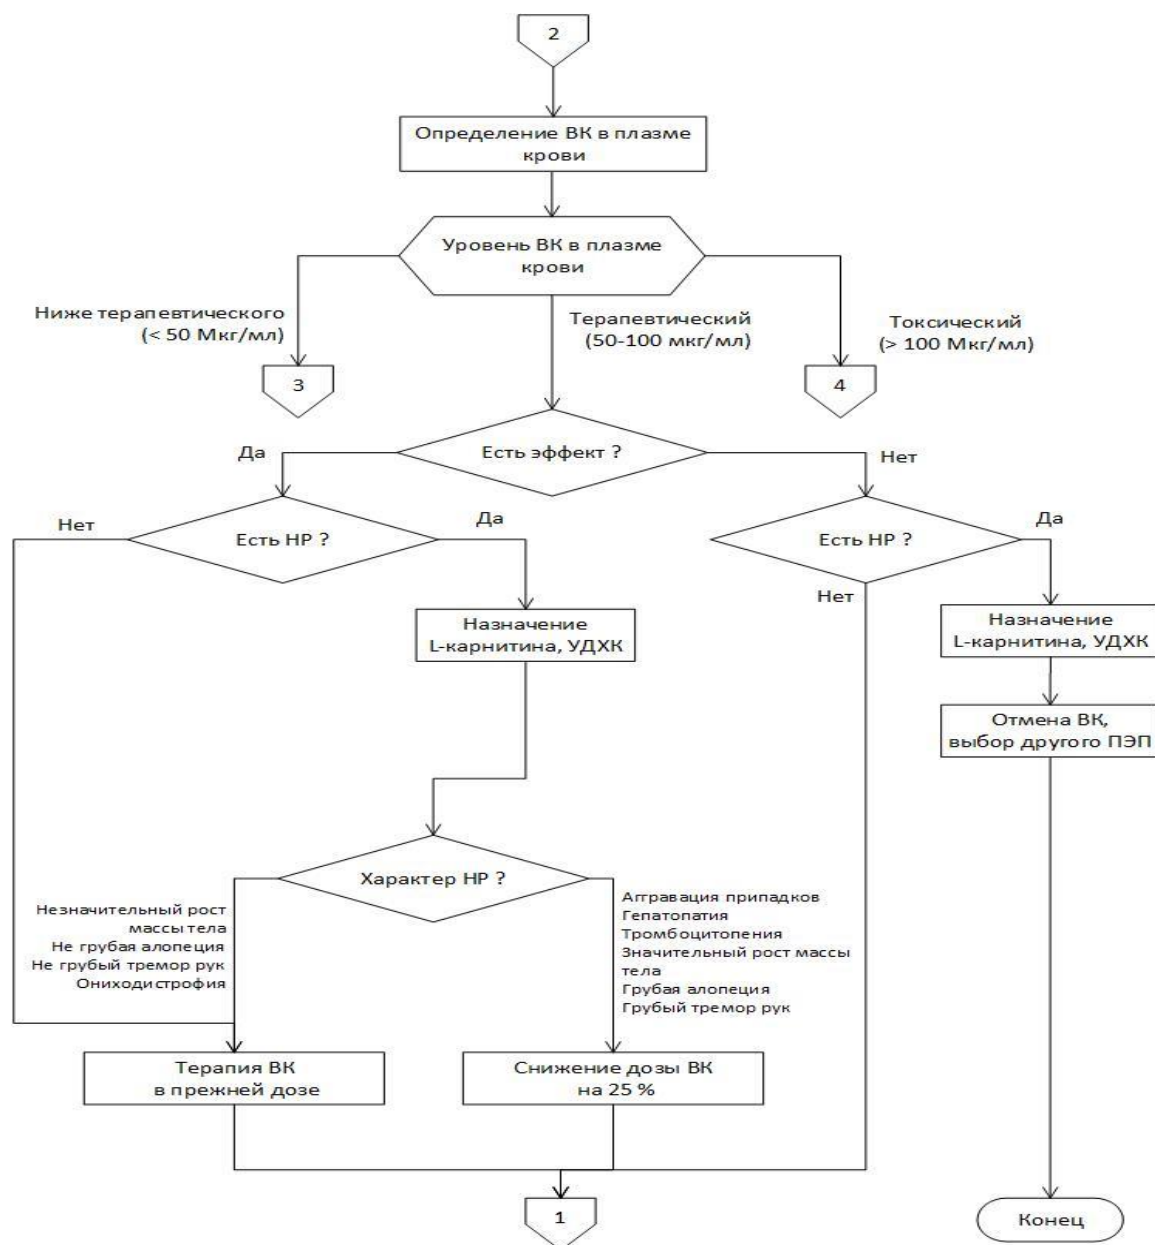 2
Определение ВК в плазме
крови
Уровень ВК в плазме
крови
Ниже терапевтического
(< 50 Мкг/мл)
Терапевтический
(50-100 мкг/мл)
Токсический
(> 100 Мкг/мл)
3
4
Есть эффект ?
Да
Нет
Есть НР ?
Нет
Да
Есть НР ?
Да
Нет
Назначение
L-карнитина, УДХК
Назначение
L-карнитина, УДХК
Отмена ВК,
выбор другого ПЭП
Характер НР ?
Незначительный рост
массы тела
Не грубая алопеция
Не грубый тремор рук
Ониходистрофия
Аггравация припадков
Гепатопатия
Тромбоцитопения
Значительный рост массы
тела
Грубая алопеция
Грубый тремор рук
Терапия ВК
в прежней дозе
Снижение дозы ВК
на 25 %
1
Конец